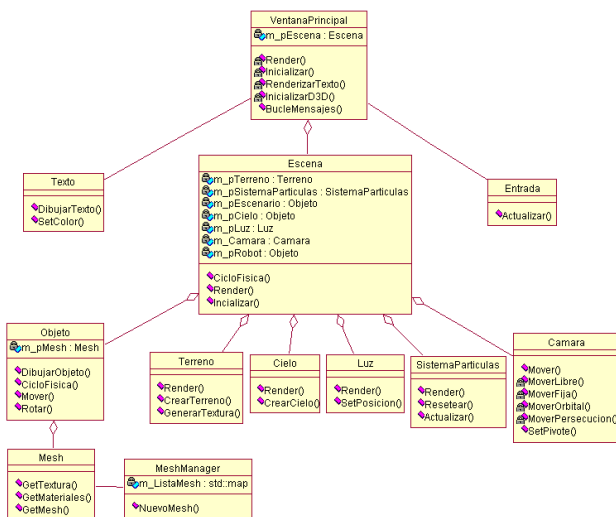 VentanaPrincipal
m_pEscena : Escena
Render()
Inicializar()
RenderizarTexto()
InicializarD3D()
BucleMensajes()
Texto
DibujarTexto()
SetColor()
Escena
m_pTerreno : Terreno
m_pSistemaParticulas : SistemaParticulas
m_pEscenario : Objeto
m_pCielo : Objeto
m_pLuz : Luz
m_Camara : Camara
m_pRobot : Objeto
CicloFisica()
Render()
Incializar()
Entrada
Actualizar()
Objeto
m_pMesh : Mesh
DibujarObjeto()
CicloFisica()
Mover()
Rotar()
Terreno
Render()
CrearTerreno()
GenerarTextura()
Cielo
Render()
CrearCielo()
Luz
Render()
SetPosicion()
SistemaParticulas
Render()
Resetear()
Actualizar()
Camara
Mover()
MoverLibre()
MoverFija()
MoverOrbital()
MoverPersecucion()
SetPivote()
Mesh
GetTextura()
GetMateriales()
GetMesh()
MeshManager
m_ListaMesh : std::map
NuevoMesh()